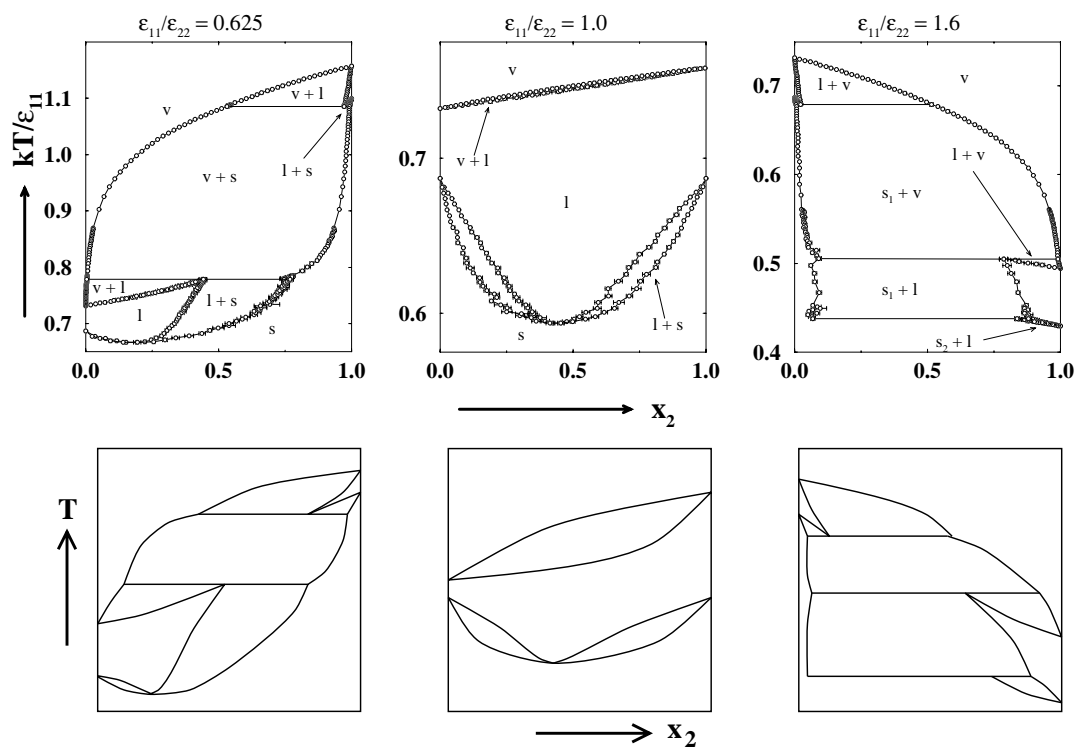 ε₁₁/ε₂₂ = 0.625
ε₁₁/ε₂₂ = 1.0
ε₁₁/ε₂₂ = 1.6
kT/ε₁₁
1.1
1.0
0.9
0.8
0.7
v
v + l
l + s
v + s
v + l
l
l + s
s
0.0
0.5
1.0
0.7
0.6
v
v + l
l
s
l + s
0.0
0.5
1.0
0.7
0.6
0.5
0.4
l + v
v
l + v
s₁ + v
s₁ + l
s₂ + l
0.0
0.5
1.0
x₂
T
x₂